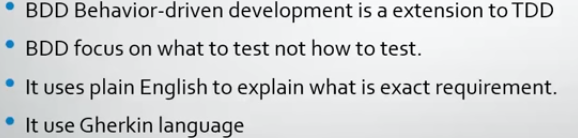 BDD Behavior-driven development is a extension to TDD
BDD focus on what to test not how to test.
It uses plain English to explain what is exact requirement.
It use Gherkin language